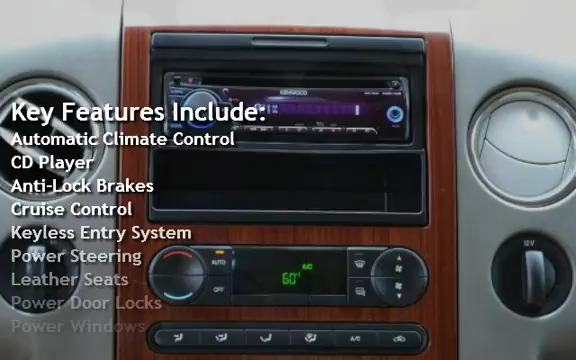 KENWOOD
Key Features Include:
Automatic Climate Control
CD Player
Anti-Lock Brakes
Cruise Control
Keyless Entry System
Power Steering
Leather Seats
Power Door Locks
Power Windows
AUTO
OFF
60°
A/C
A/C
12V